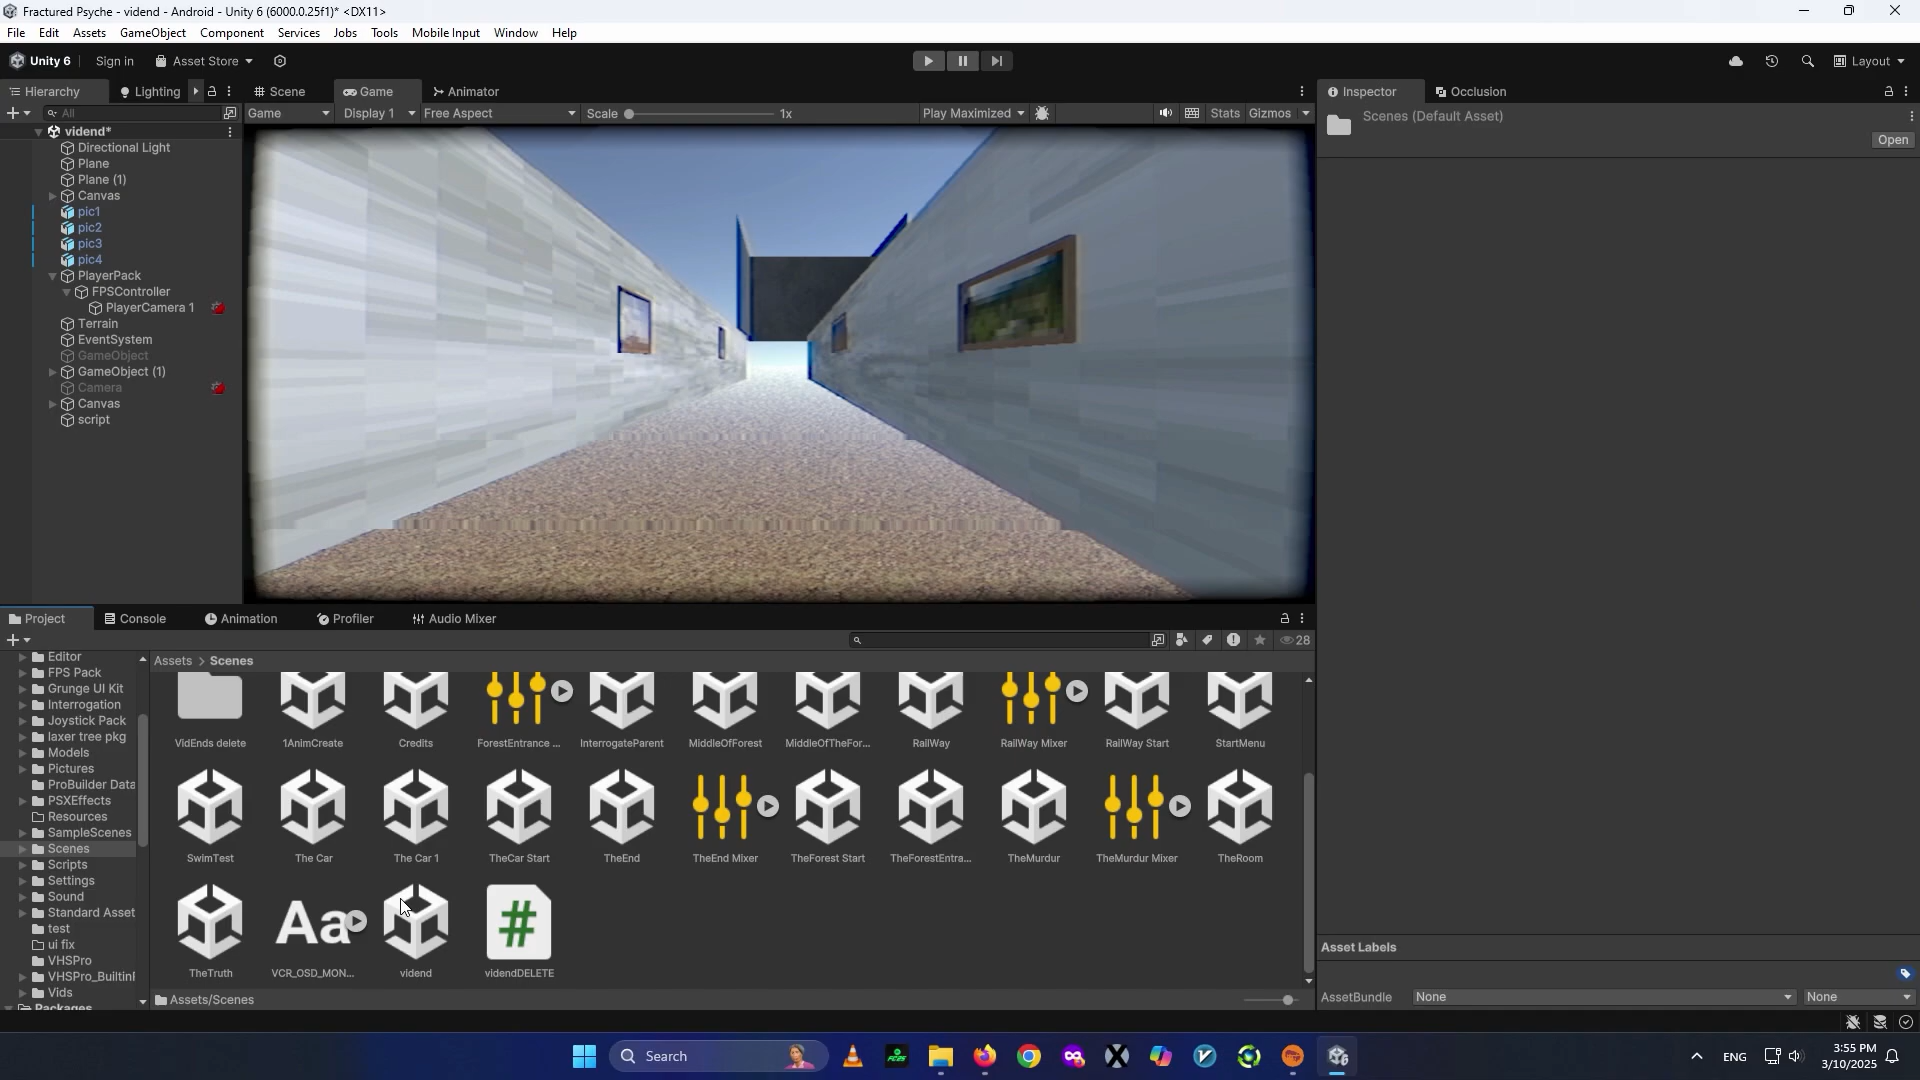 Fractured Psyche - vidend - Android - Unity 6 (6000.0.25f1)* <DX11>
File Edit Assets GameObject Component Services Jobs Tools Mobile Input Window Help
Unity 6 Sign in Asset Store Layout
Hierarchy Lighting Scene Game Animator Inspector Occlusion
All Game Display 1 Free Aspect Scale 1x Play Maximized Stats Gizmos
Scenes (Default Asset)
Open
vidend*
Directional Light
Plane
Plane (1)
Canvas
pic1
pic2
pic3
pic4
PlayerPack
FPSController
PlayerCamera 1
Terrain
EventSystem
GameObject
GameObject (1)
Camera
Canvas
script
Project Console Animation Profiler Audio Mixer
28
Editor
FPS Pack
Grunge UI Kit
Interrogation
Joystick Pack
laxer tree pkg
Models
Pictures
ProBuilder Data
PSXEffects
Resources
SampleScenes
Scenes
Scripts
Settings
Sound
Standard Asset
test
ui fix
VHSPro
VHSPro_Builtinf
Vids
Packages
Assets > Scenes
VidEnds delete 1AnimCreate Credits ForestEntrance ... InterrogateParent MiddleOfForest MiddleOfTheFor... RailWay RailWay Mixer RailWay Start StartMenu
SwimTest The Car The Car 1 TheCar Start TheEnd TheEnd Mixer TheForest Start TheForestEntra... TheMurdur TheMurdur Mixer TheRoom
Aa
#
TheTruth VCR_OSD_MON... vidend videndDELETE
Assets/Scenes
Asset Labels
AssetBundle None None
Search
ENG
3:55 PM
3/10/2025